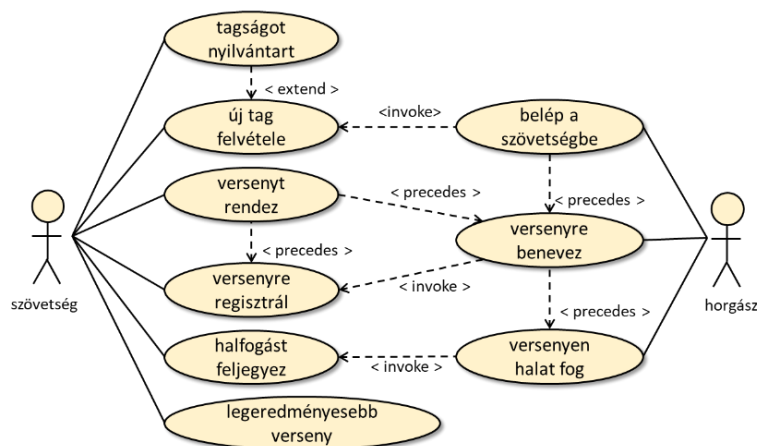 tagságot
nyilvántart
< extend >
új tag
felvétele
<invoke>
belép a
szövetségbe
versenyt
rendez
< precedes >
< precedes >
versenyre
benevez
< precedes >
versenyre
regisztrál
< invoke >
szövetség
horgász
< precedes >
halfogást
feljegyez
< invoke >
versenyen
halat fog
legeredményesebb
verseny